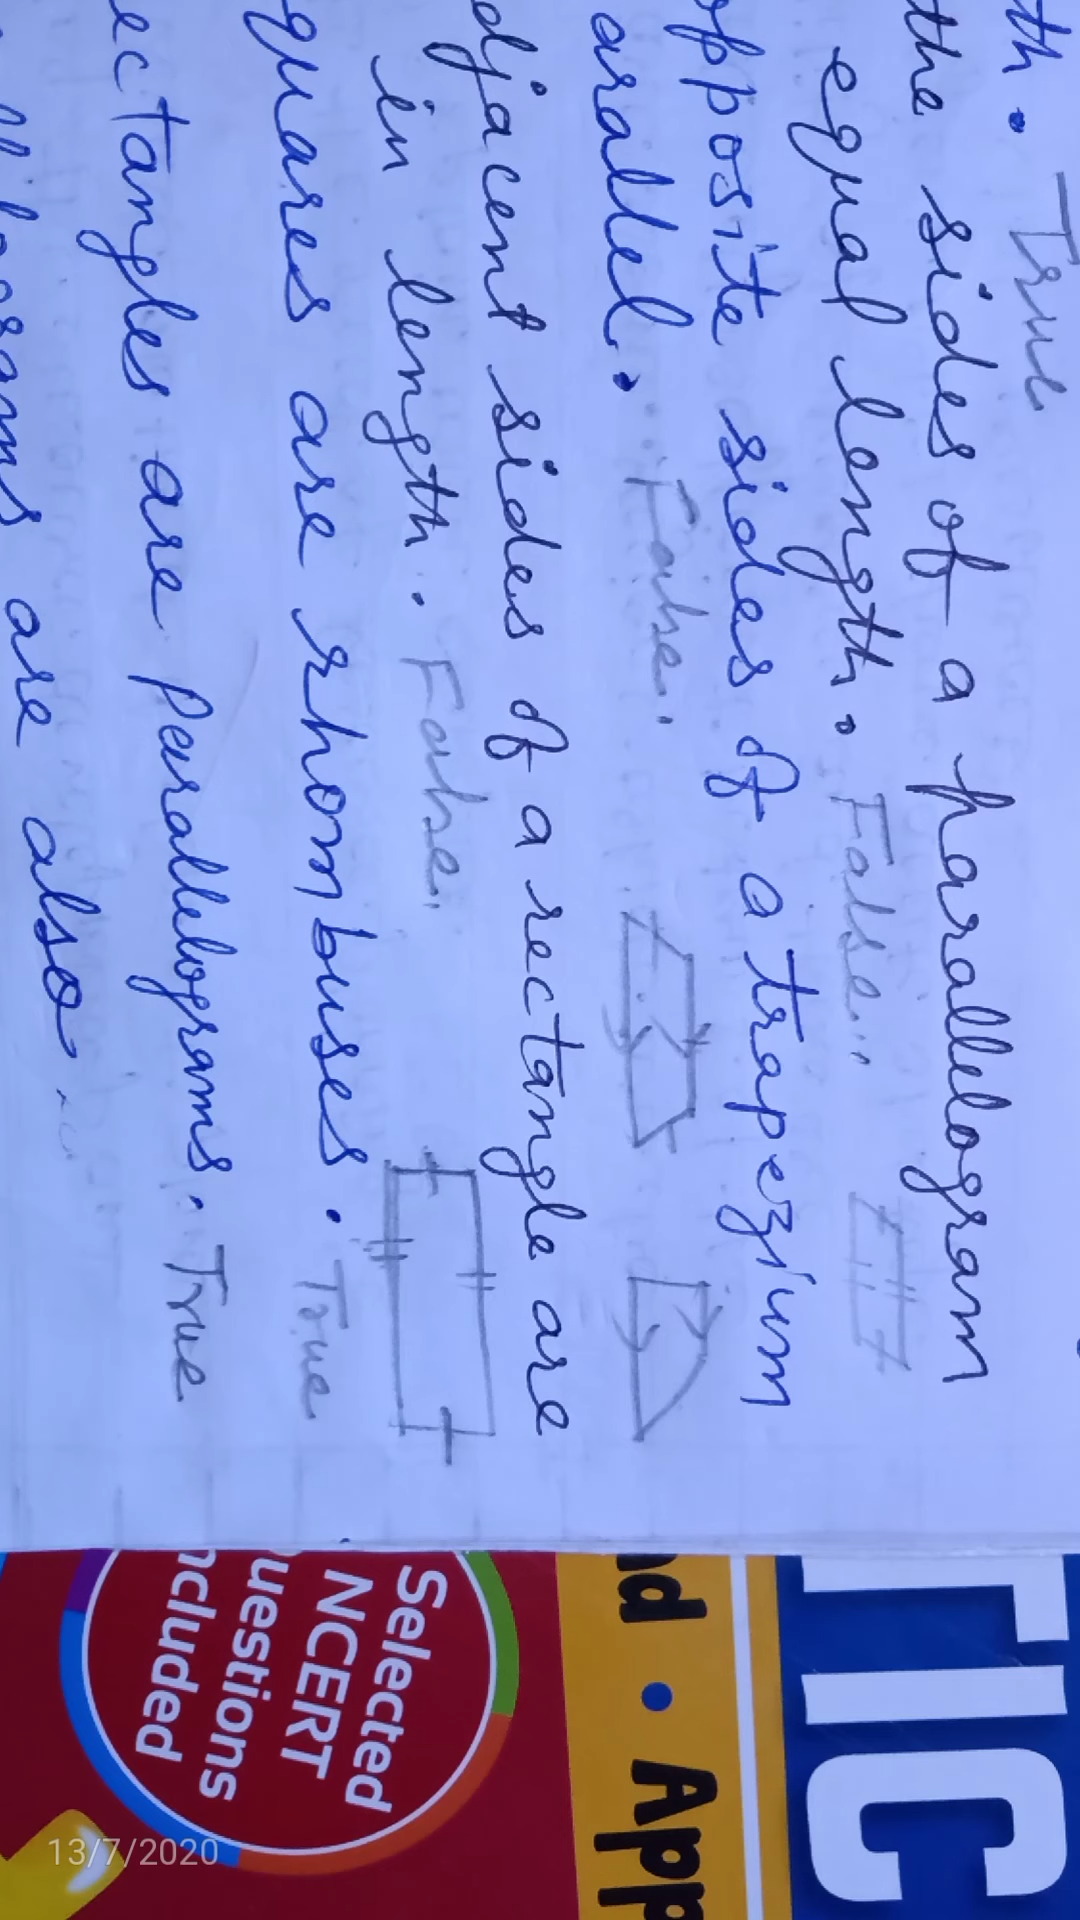 th. True
the sides of a parallelogram
equal length. False.
opposite sides of a trapezium
arallel. False.
djacent sides of a rectangle are
in length. False.
quares are rhombuses. True
ectangles are Parallelograms. True
are also
TIC
nd • App
Selected
NCERT
uestions
ncluded
13/7/2020